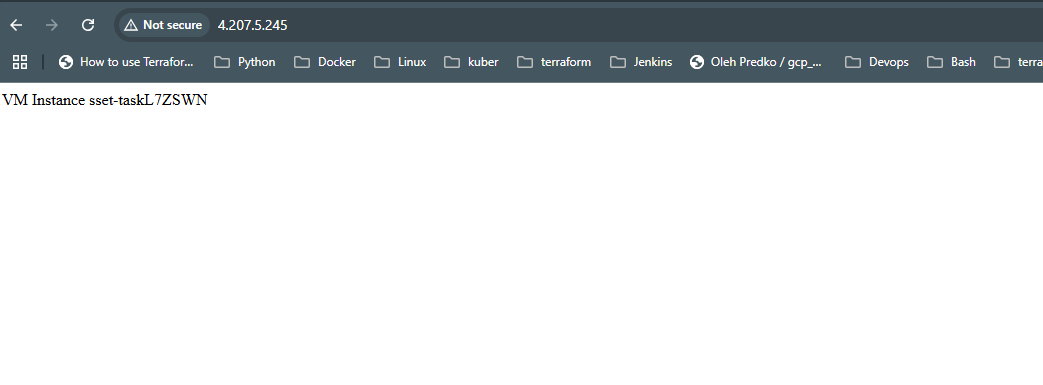 Not secure 4.207.5.245
How to use Terrafor... Python Docker Linux kuber terraform Jenkins Oleh Predko / gcp_... Devops Bash terra
VM Instance sset-taskL7ZSWN